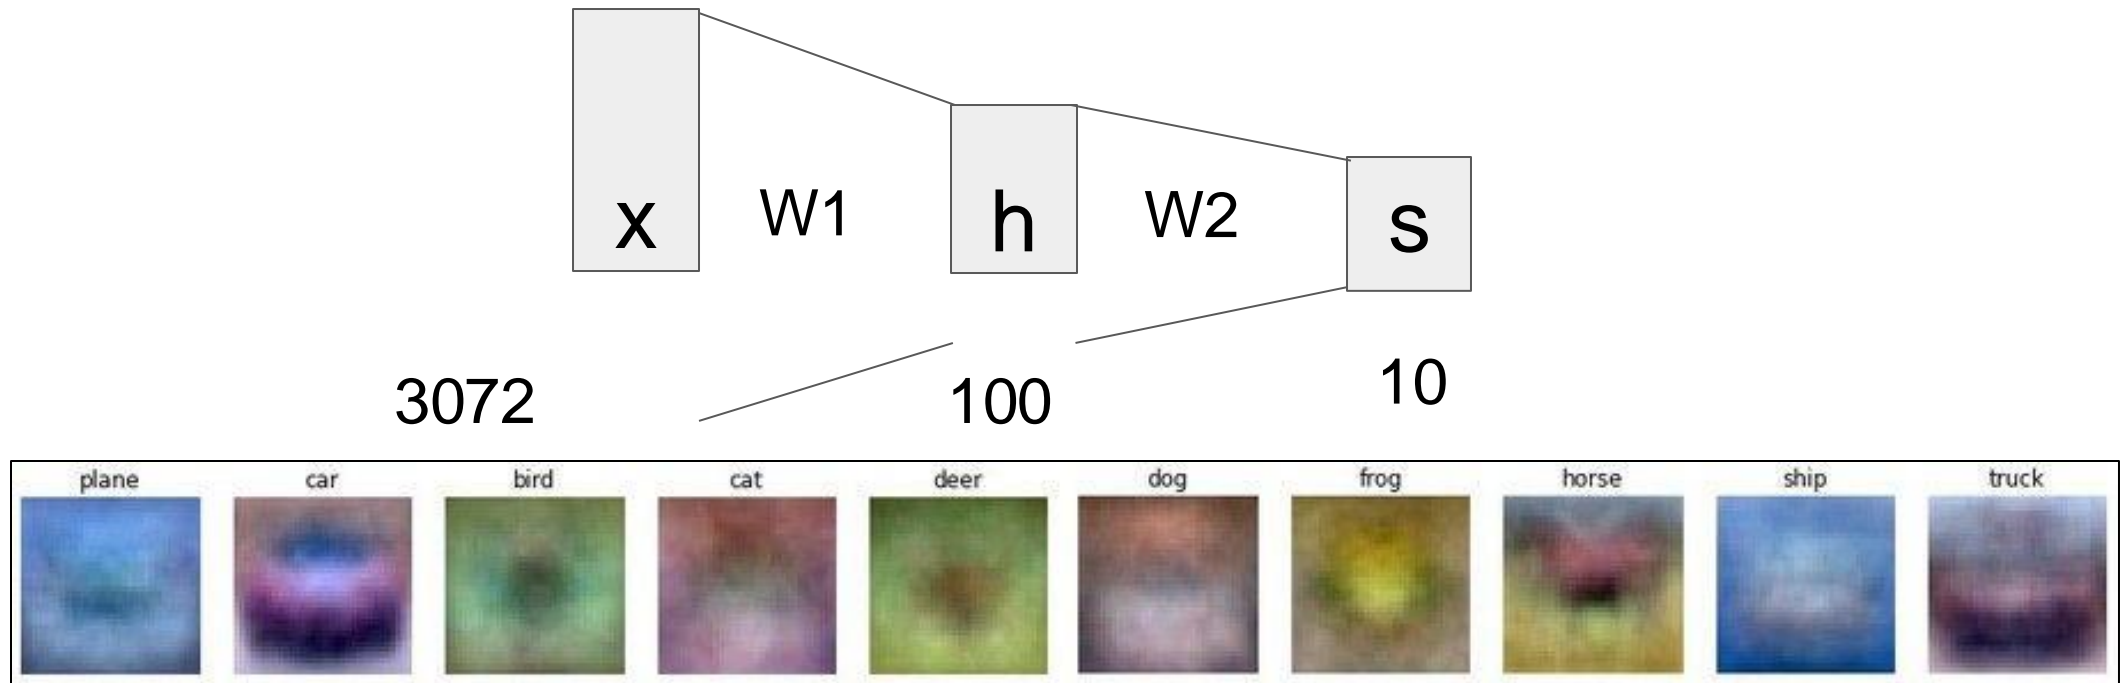 x W1 h W2 s
3072 100 10
plane car bird cat deer dog frog horse ship truck